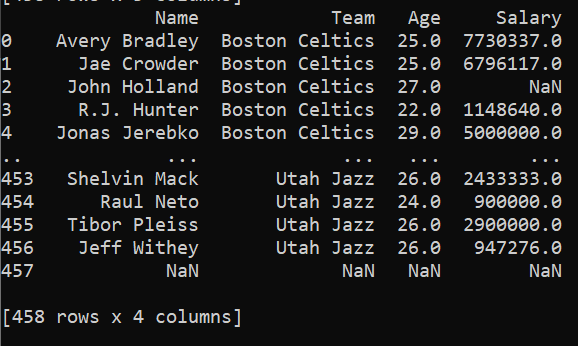 Name            Team   Age     Salary
0   Avery Bradley  Boston Celtics  25.0  7730337.0
1     Jae Crowder  Boston Celtics  25.0  6796117.0
2    John Holland  Boston Celtics  27.0        NaN
3     R.J. Hunter  Boston Celtics  22.0  1148640.0
4   Jonas Jerebko  Boston Celtics  29.0  5000000.0
..            ...             ...   ...        ...
453  Shelvin Mack       Utah Jazz  26.0  2433333.0
454     Raul Neto       Utah Jazz  24.0   900000.0
455  Tibor Pleiss       Utah Jazz  26.0  2900000.0
456   Jeff Withey       Utah Jazz  26.0   947276.0
457           NaN             NaN   NaN        NaN
[458 rows x 4 columns]